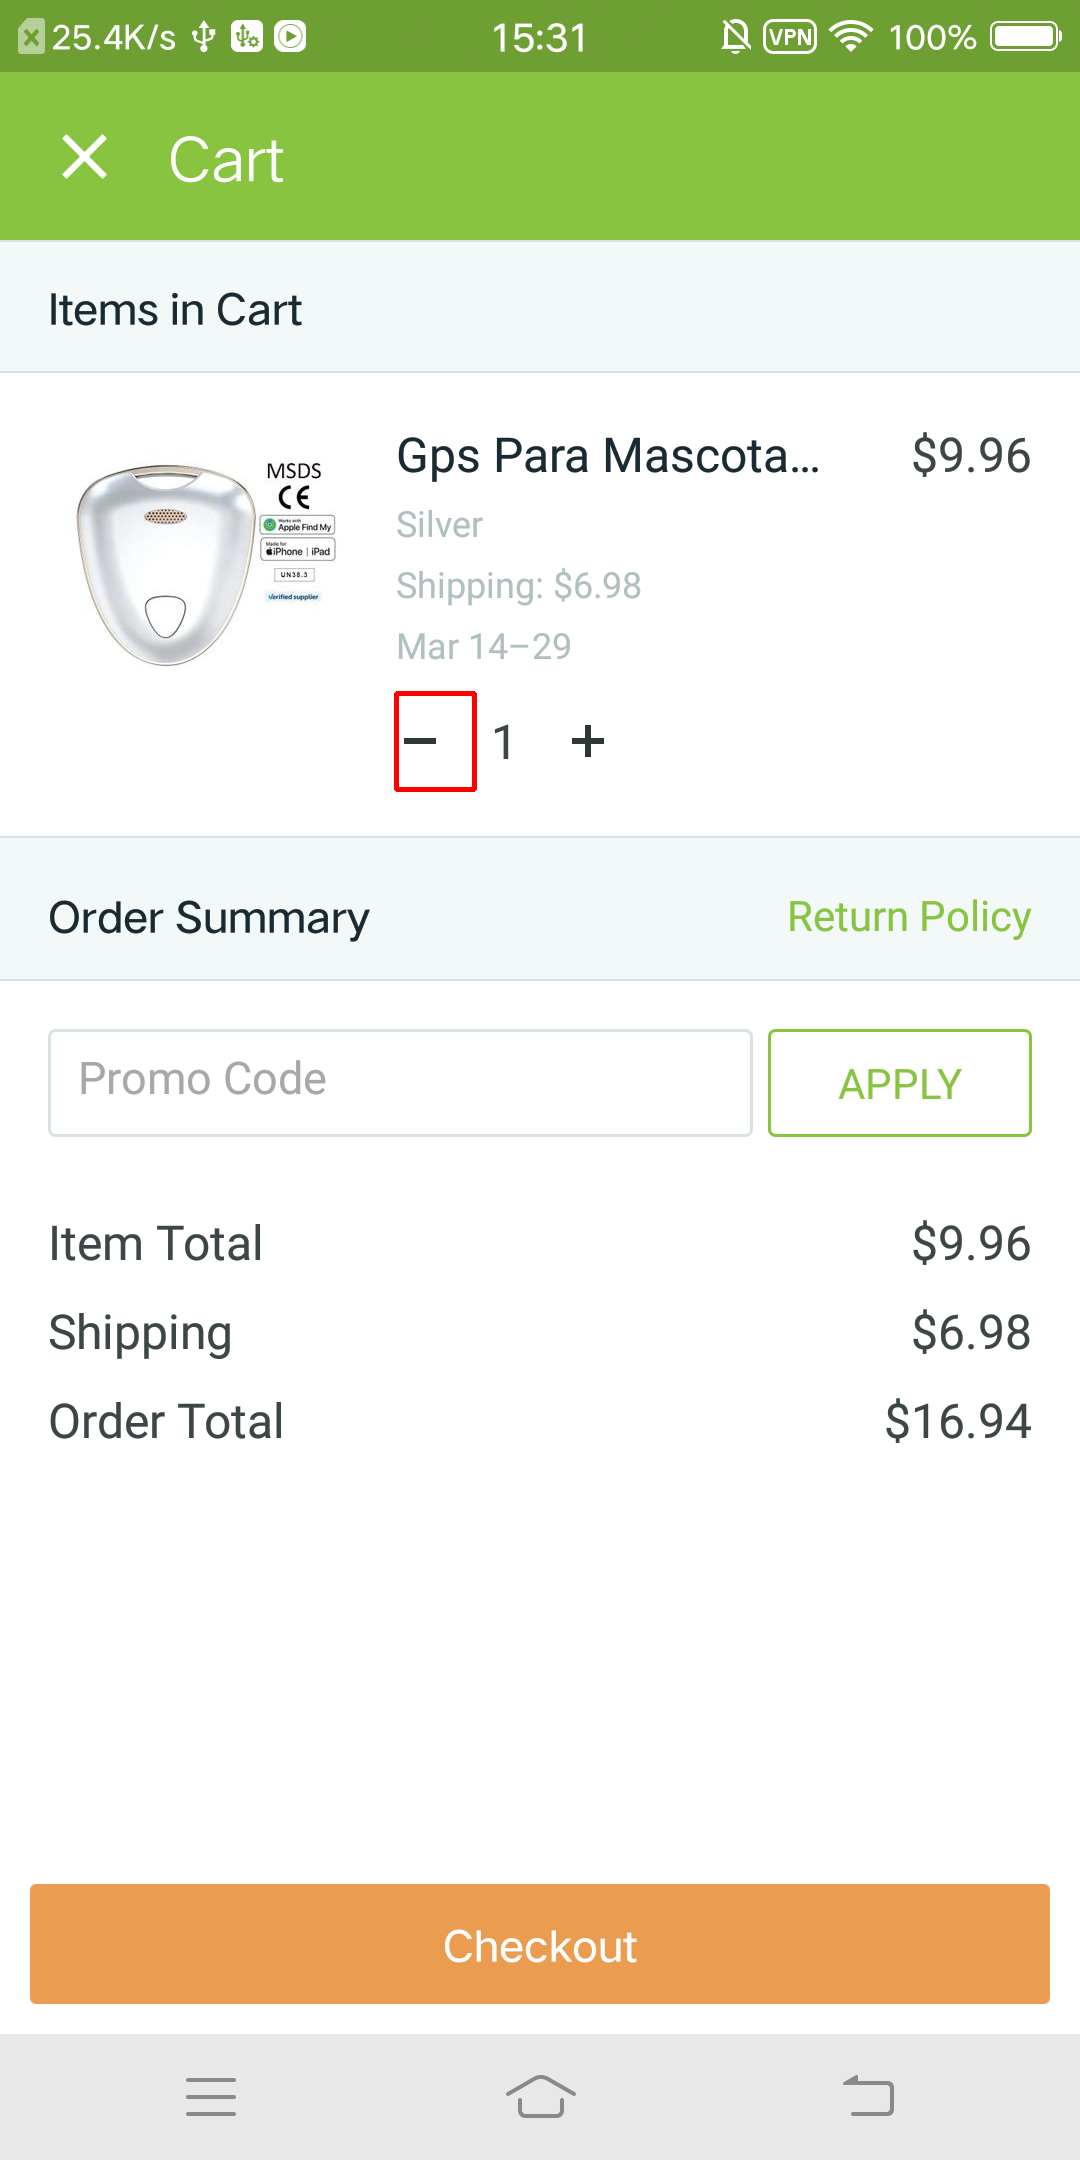 25.4K/s 15:31 VPN 100%
Cart
Items in Cart
MSDS
CE
Works with
Apple Find My
Made for
iPhone | iPad
UN38.3
Verified supplier
Gps Para Mascota... $9.96
Silver
Shipping: $6.98
Mar 14–29
1
Order Summary Return Policy
Promo Code APPLY
Item Total $9.96
Shipping $6.98
Order Total $16.94
Checkout